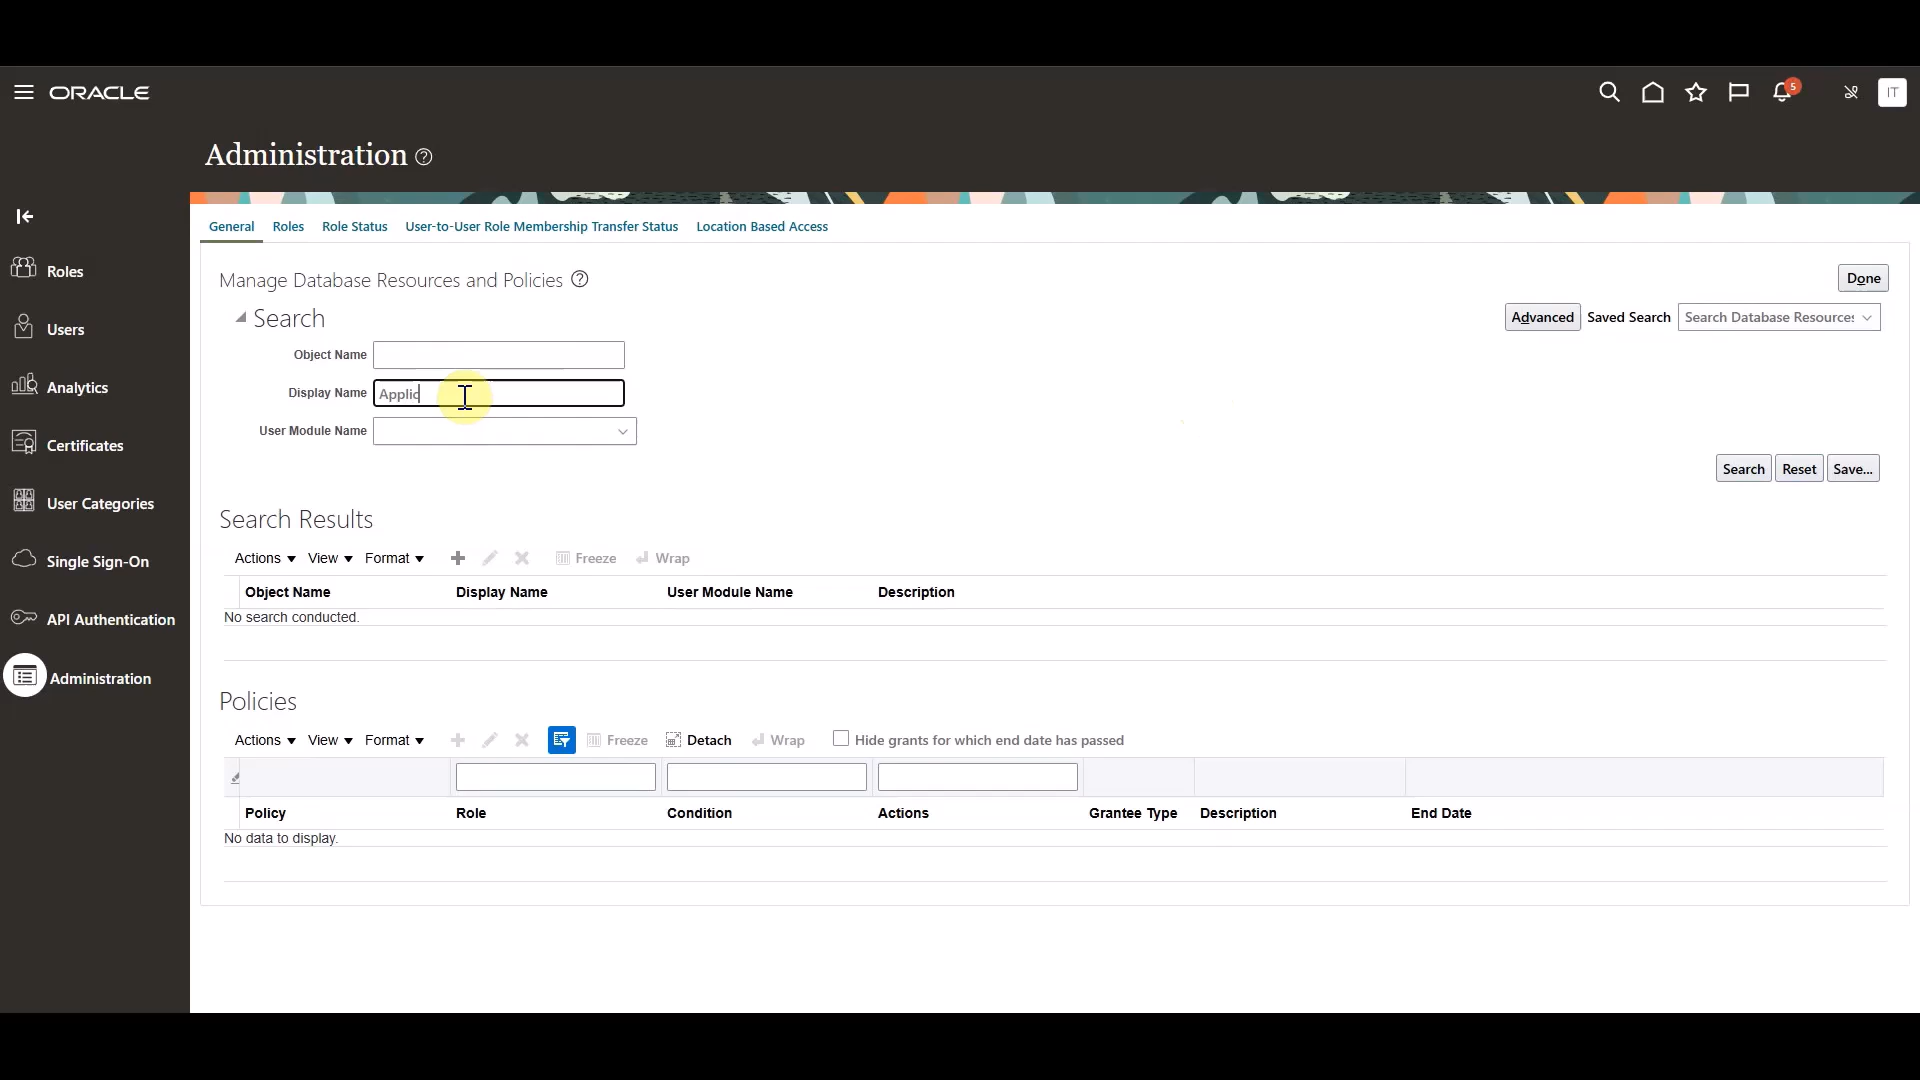 ORACLE
5
IT
Administration
Roles
Users
Analytics
Certificates
User Categories
Single Sign-On
API Authentication
Administration
General Roles Role Status User-to-User Role Membership Transfer Status Location Based Access
Manage Database Resources and Policies
Done
Search
Advanced Saved Search Search Database Resources
Object Name
Display Name Applic
User Module Name
Search Reset Save...
Search Results
Actions View Format Freeze Wrap
Object Name Display Name User Module Name Description
No search conducted.
Policies
Actions View Format Freeze Detach Wrap Hide grants for which end date has passed
Policy Role Condition Actions Grantee Type Description End Date
No data to display.